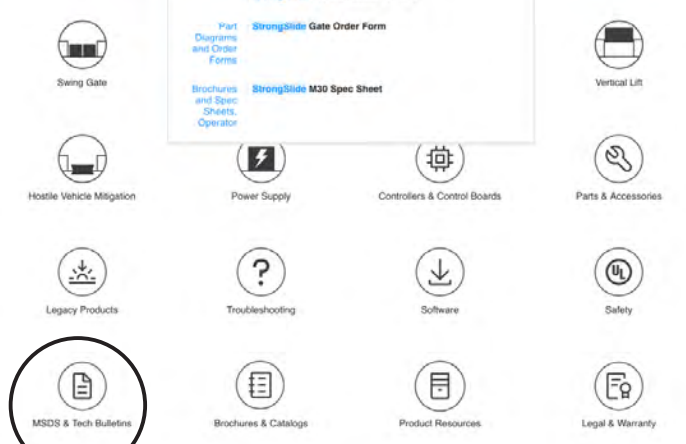 Part
Diagrams
and Order
Forms
StrongSlide Gate Order Form
Brochures
and Spec
Sheets,
Operator
StrongSlide M30 Spec Sheet
Swing Gate
Vertical Lift
Hostile Vehicle Mitigation
Power Supply
Controllers & Control Boards
Parts & Accessories
Legacy Products
Troubleshooting
Software
UL
Safety
MSDS & Tech Bulletins
Brochures & Catalogs
Product Resources
Legal & Warranty